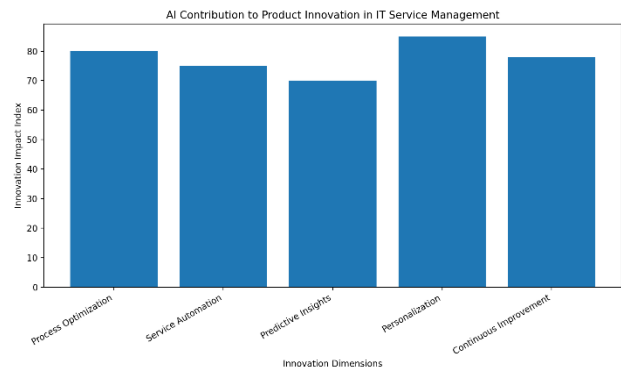 AI Contribution to Product Innovation in IT Service Management
Innovation Impact Index
80
70
60
50
40
30
20
10
0
Process Optimization
Service Automation
Predictive Insights
Personalization
Continuous Improvement
Innovation Dimensions